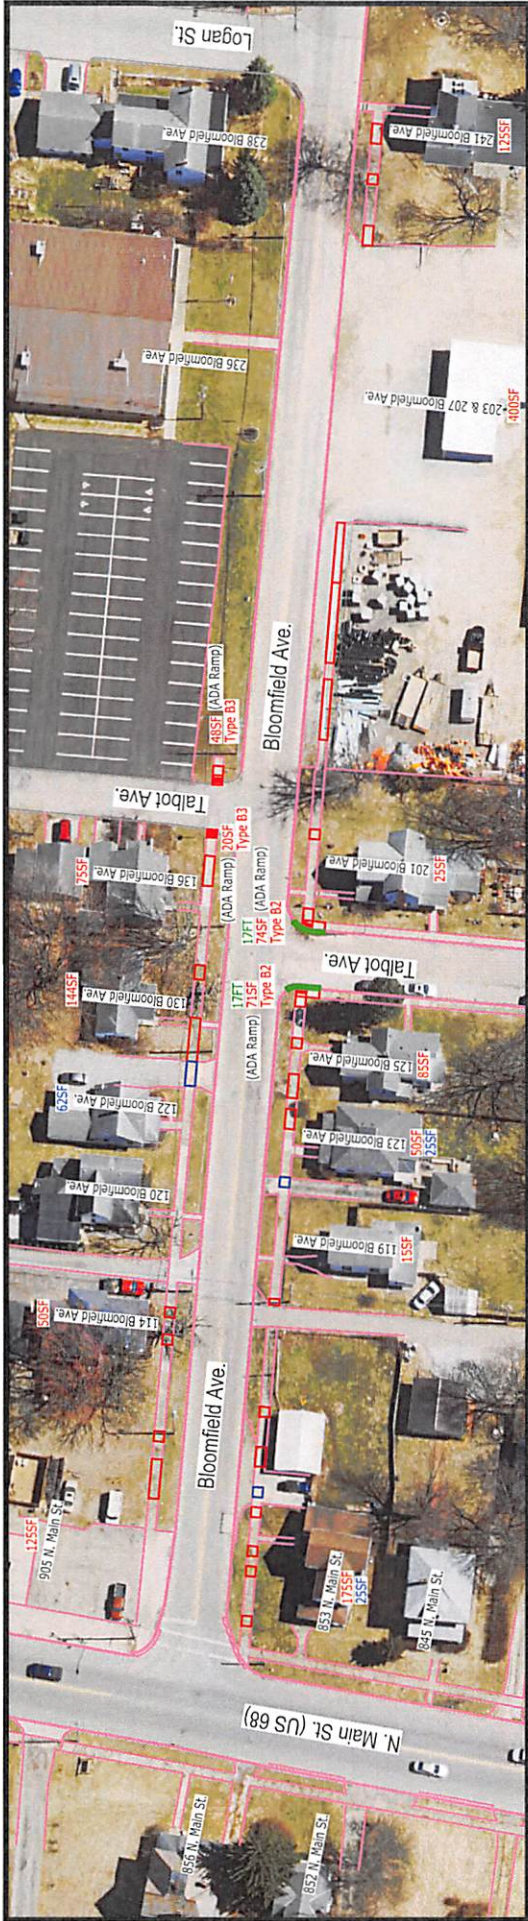 Logan St.
238 Bloomfield Ave.
241 Bloomfield Ave.
125SF
236 Bloomfield Ave.
203 & 207 Bloomfield Ave.
400SF
48SF (ADA Ramp)
Type B3
Bloomfield Ave.
Talbot Ave.
75SF
136 Bloomfield Ave.
20SF
Type B3
(ADA Ramp)
17FT
74SF (ADA Ramp)
Type B2
201 Bloomfield Ave.
25SF
144SF
130 Bloomfield Ave.
17FT
71SF
Type B2
(ADA Ramp)
Talbot Ave.
62SF
122 Bloomfield Ave.
125 Bloomfield Ave.
85SF
123 Bloomfield Ave.
50SF
25SF
120 Bloomfield Ave.
119 Bloomfield Ave.
15SF
50SF
114 Bloomfield Ave.
Bloomfield Ave.
125SF
905 N. Main St.
853 N. Main St.
175SF
25SF
845 N. Main St.
N. Main St. (US 68)
856 N. Main St.
852 N. Main St.